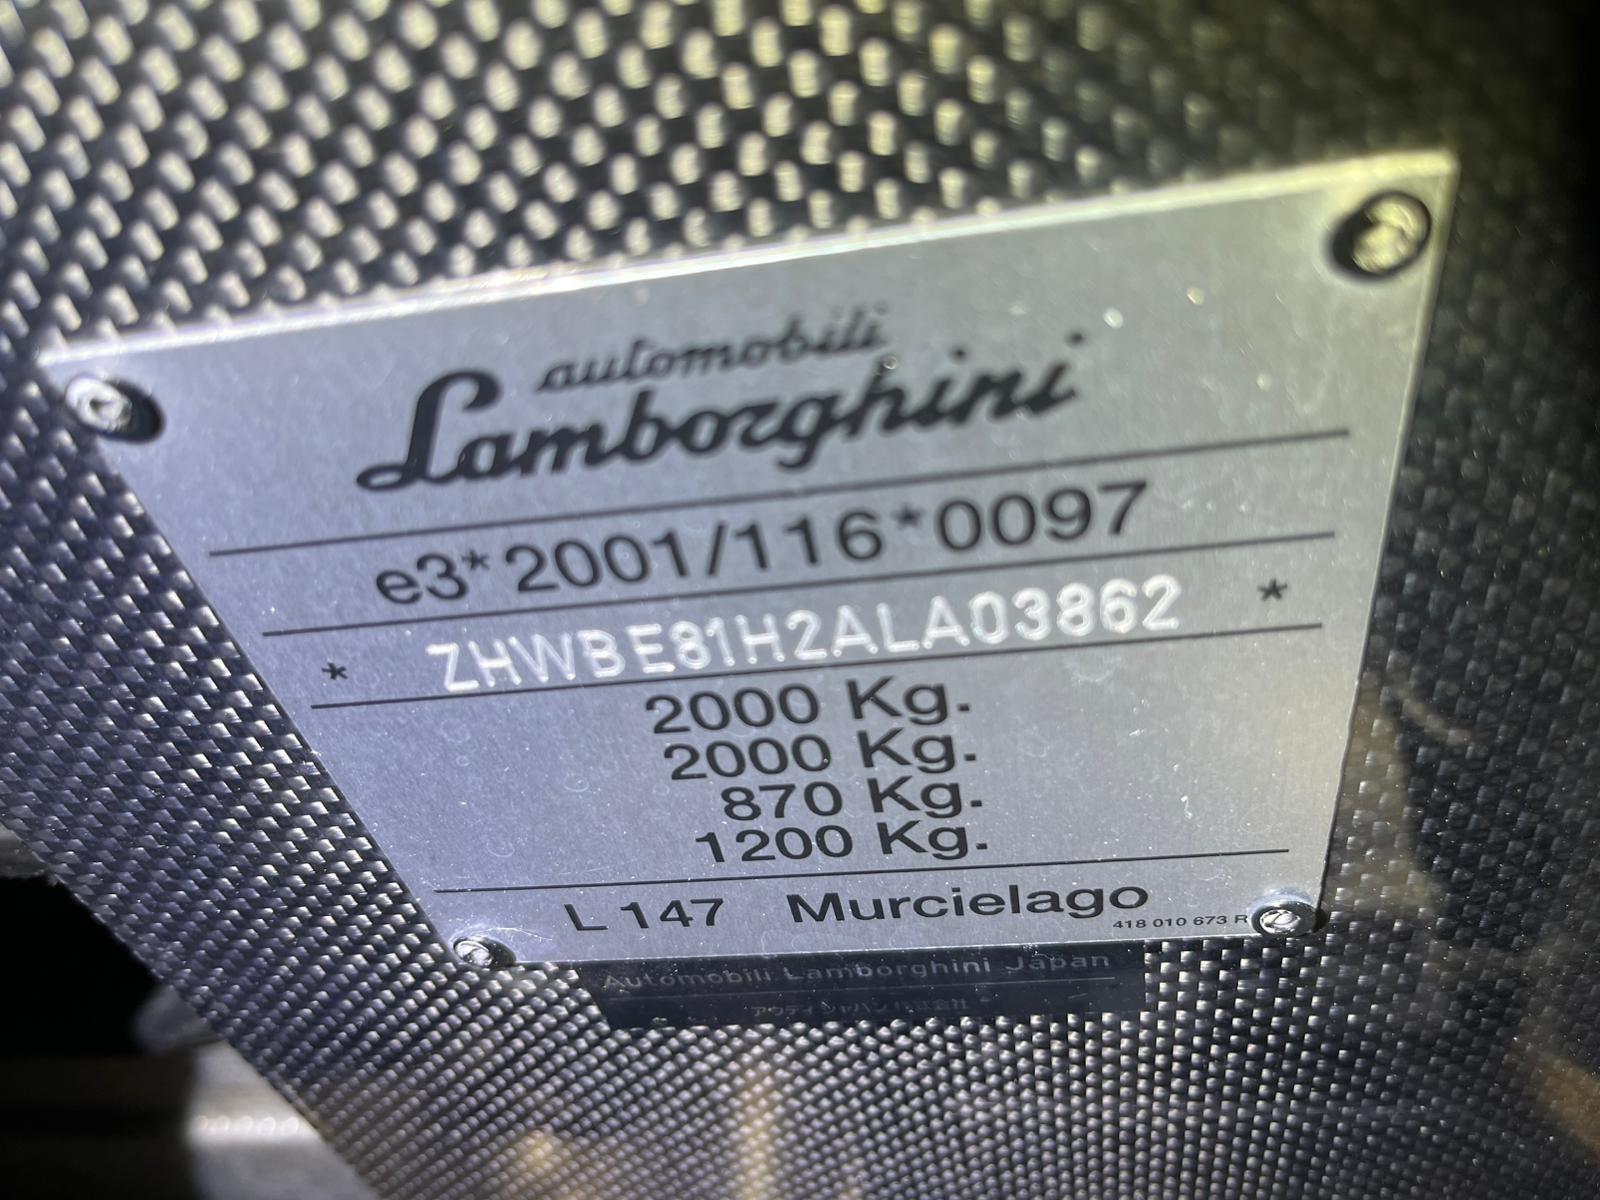 automobili
Lamborghini
e3*2001/116*0097
* ZHWBE81H2ALA03862 *
2000 Kg.
2000 Kg.
870 Kg.
1200 Kg.
L 147 Murcielago
418 010 673 R
Automobili Lamborghini Japan